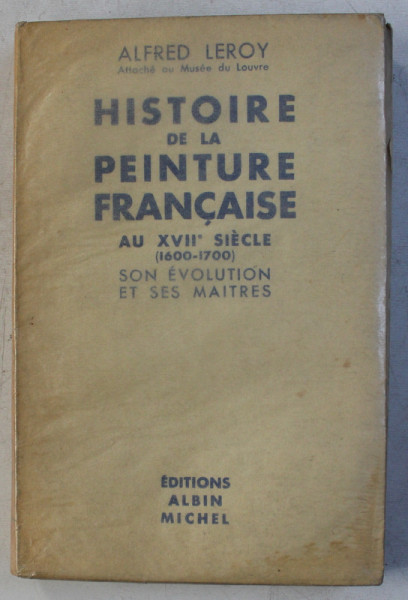 ALFRED LEROY
Attaché au Musée du Louvre
HISTOIRE
DE LA
PEINTURE
FRANÇAISE
AU XVIIe SIÈCLE
(1600-1700)
SON ÉVOLUTION
ET SES MAITRES
ÉDITIONS
ALBIN
MICHEL